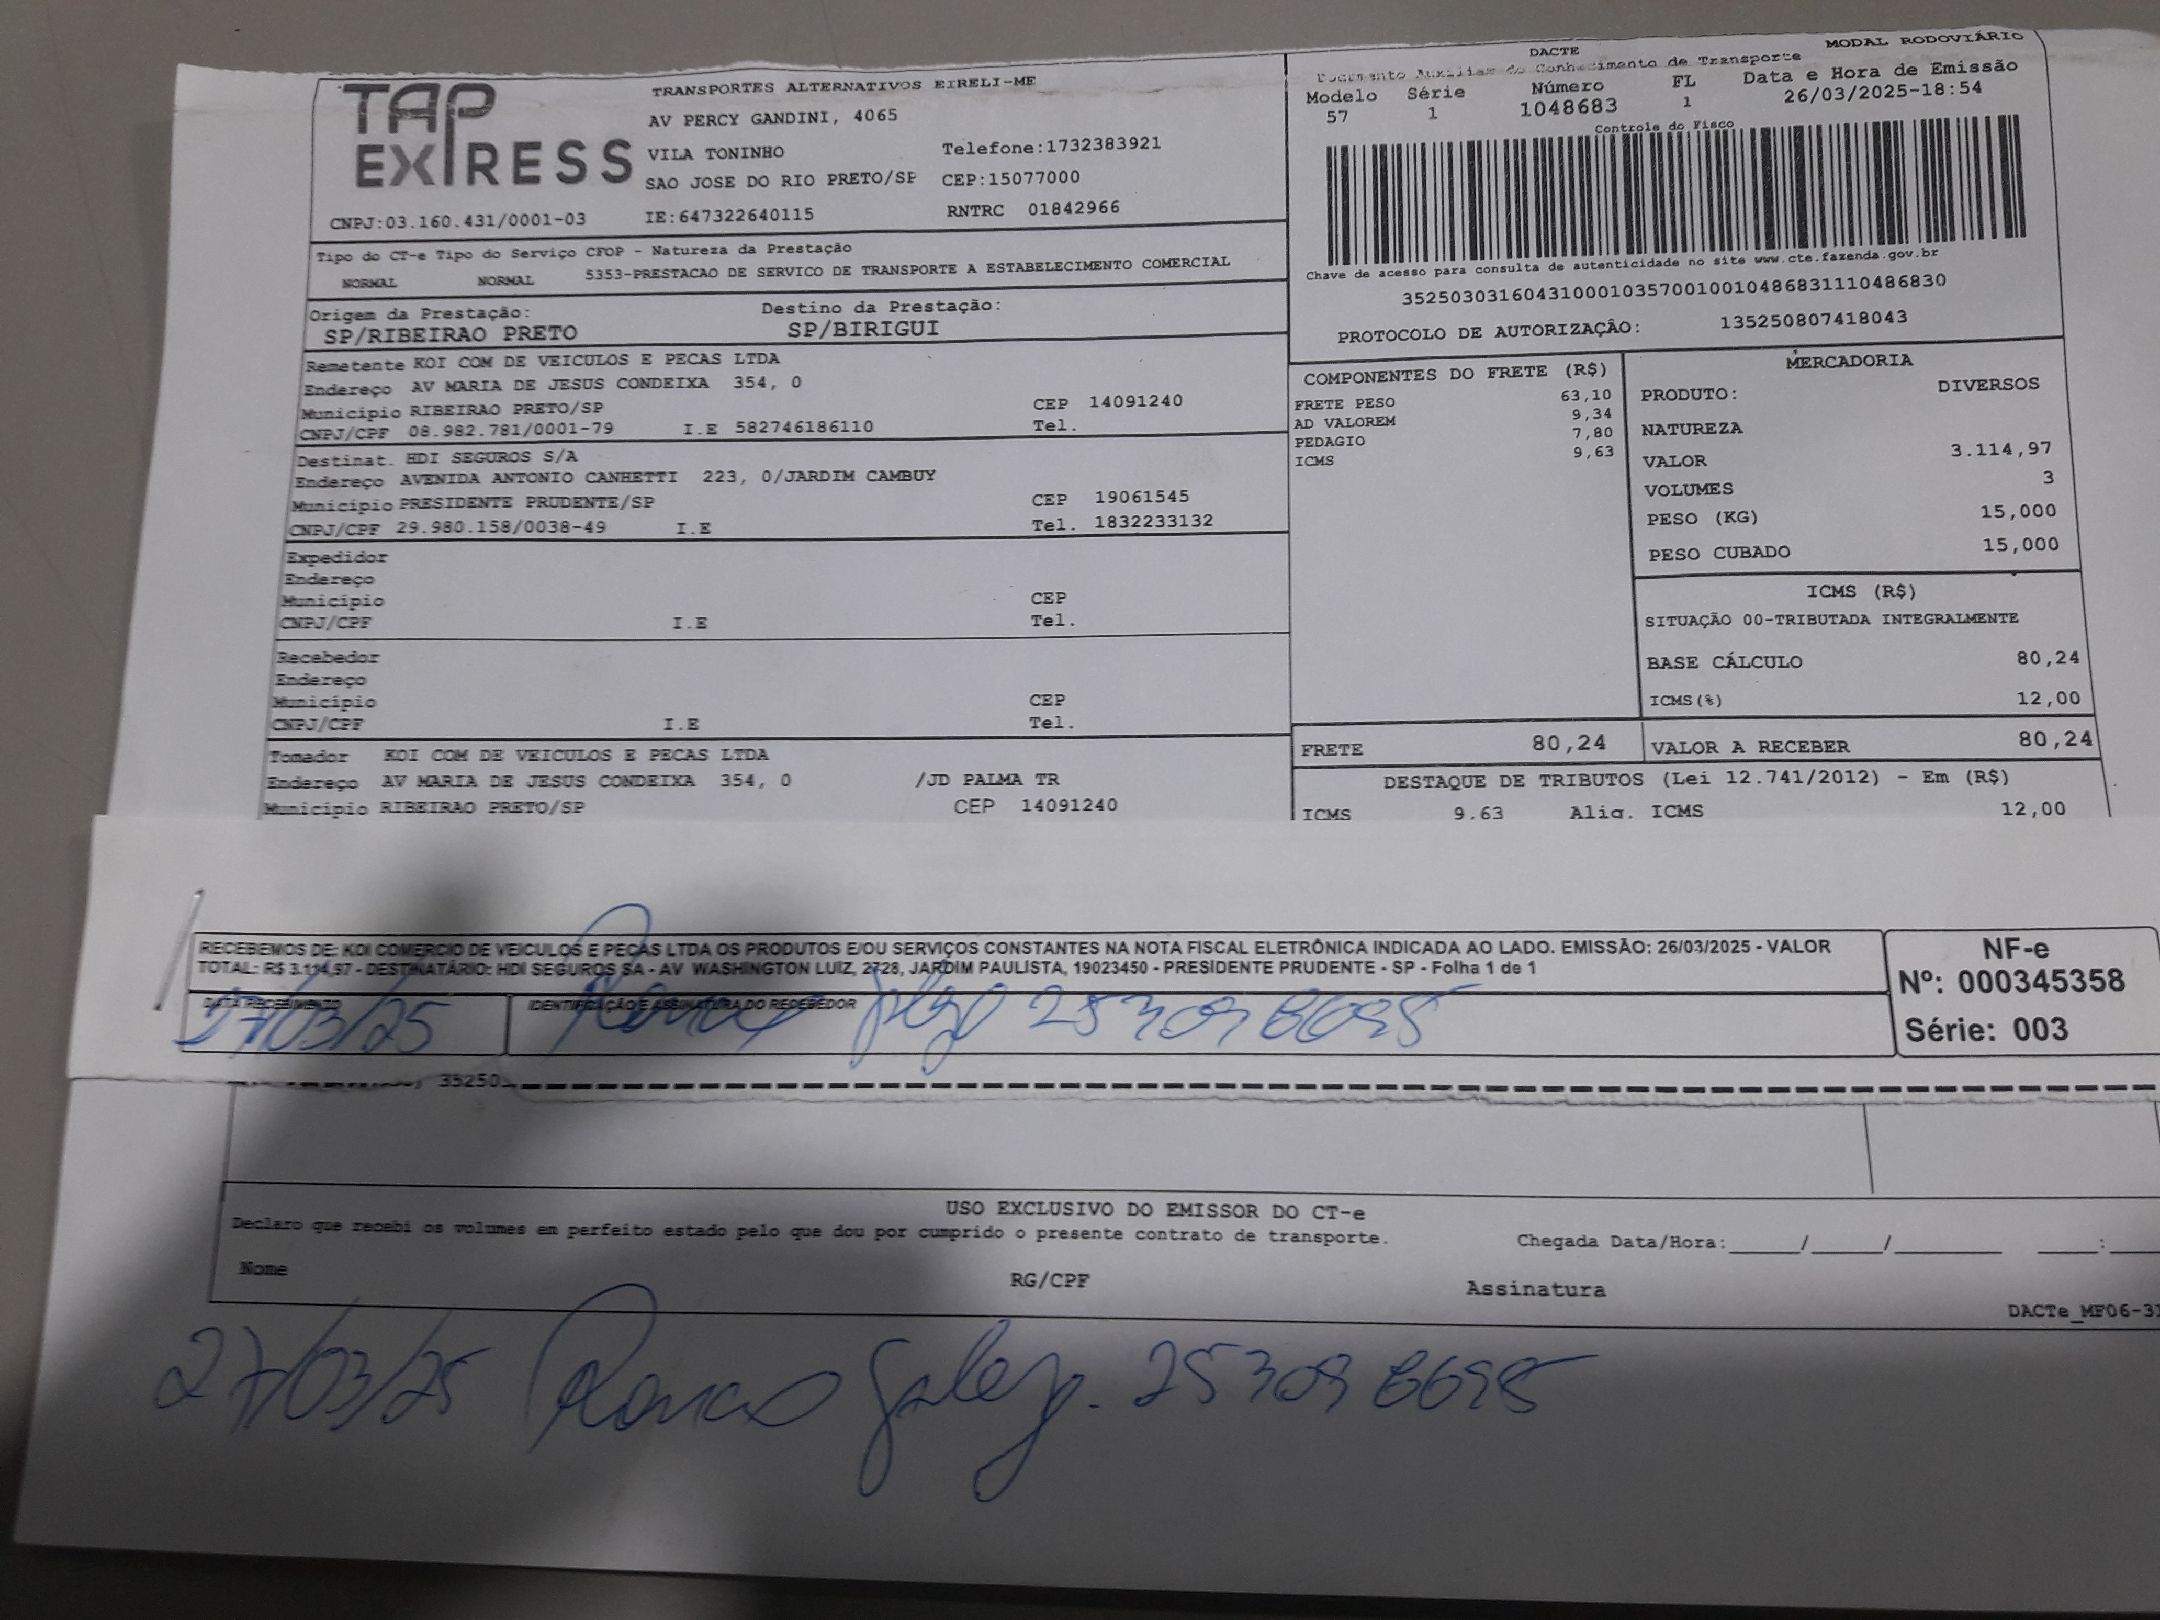 TAP EXPRESS
TRANSPORTES ALTERNATIVOS EIRELI-ME
AV PERCY GANDINI, 4065
VILA TONINHO Telefone:1732383921
SAO JOSE DO RIO PRETO/SP CEP:15077000
CNPJ:03.160.431/0001-03 IE:647322640115 RNTRC 01842966
Tipo do CT-e Tipo do Serviço CFOP - Natureza da Prestação
NORMAL NORMAL 5353-PRESTACAO DE SERVICO DE TRANSPORTE A ESTABELECIMENTO COMERCIAL
Origem da Prestação: Destino da Prestação:
SP/RIBEIRAO PRETO SP/BIRIGUI
Remetente KOI COM DE VEICULOS E PECAS LTDA
Endereço AV MARIA DE JESUS CONDEIXA 354, 0
Município RIBEIRAO PRETO/SP CEP 14091240
CNPJ/CPF 08.982.781/0001-79 I.E 582746186110 Tel.
Destinat. HDI SEGUROS S/A
Endereço AVENIDA ANTONIO CANHETTI 223, 0/JARDIM CAMBUY
Município PRESIDENTE PRUDENTE/SP CEP 19061545
CNPJ/CPF 29.980.158/0038-49 I.E Tel. 1832233132
Expedidor
Endereço
Município CEP
CNPJ/CPF I.E Tel.
Recebedor
Endereço
Município CEP
CNPJ/CPF I.E Tel.
Tomador KOI COM DE VEICULOS E PECAS LTDA
Endereço AV MARIA DE JESUS CONDEIXA 354, 0 /JD PALMA TR
Município RIBEIRAO PRETO/SP CEP 14091240
DACTE MODAL RODOVIÁRIO
Documento Auxiliar do Conhecimento de Transporte
Modelo Série Número FL Data e Hora de Emissão
57 1 1048683 1 26/03/2025-18:54
Controle do Fisco
Chave de acesso para consulta de autenticidade no site www.cte.fazenda.gov.br
35250303160431000103570010010486831110486830
PROTOCOLO DE AUTORIZAÇÃO: 135250807418043
COMPONENTES DO FRETE (R$)
FRETE PESO 63,10
AD VALOREM 9,34
PEDAGIO 7,80
ICMS 9,63
MERCADORIA
PRODUTO: DIVERSOS
NATUREZA
VALOR 3.114,97
VOLUMES 3
PESO (KG) 15,000
PESO CUBADO 15,000
ICMS (R$)
SITUAÇÃO 00-TRIBUTADA INTEGRALMENTE
BASE CÁLCULO 80,24
ICMS(%) 12,00
FRETE 80,24 VALOR A RECEBER 80,24
DESTAQUE DE TRIBUTOS (Lei 12.741/2012) - Em (R$)
ICMS 9,63 Aliq. ICMS 12,00
RECEBEMOS DE: KOI COMERCIO DE VEICULOS E PEÇAS LTDA OS PRODUTOS E/OU SERVIÇOS CONSTANTES NA NOTA FISCAL ELETRÔNICA INDICADA AO LADO. EMISSÃO: 26/03/2025 - VALOR
TOTAL: R$ 3.114,97 - DESTINATÁRIO: HDI SEGUROS SA - AV WASHINGTON LUIZ, 2728, JARDIM PAULISTA, 19023450 - PRESIDENTE PRUDENTE - SP - Folha 1 de 1
DATA RECEBIMENTO IDENTIFICAÇÃO E ASSINATURA DO RECEBEDOR
27/03/25
NF-e
Nº: 000345358
Série: 003
35250
USO EXCLUSIVO DO EMISSOR DO CT-e
Declaro que recebi os volumes em perfeito estado pelo que dou por cumprido o presente contrato de transporte.
Chegada Data/Hora:_____/_____/________ ____:
Nome RG/CPF Assinatura
DACTe_MF06-
27/03/25